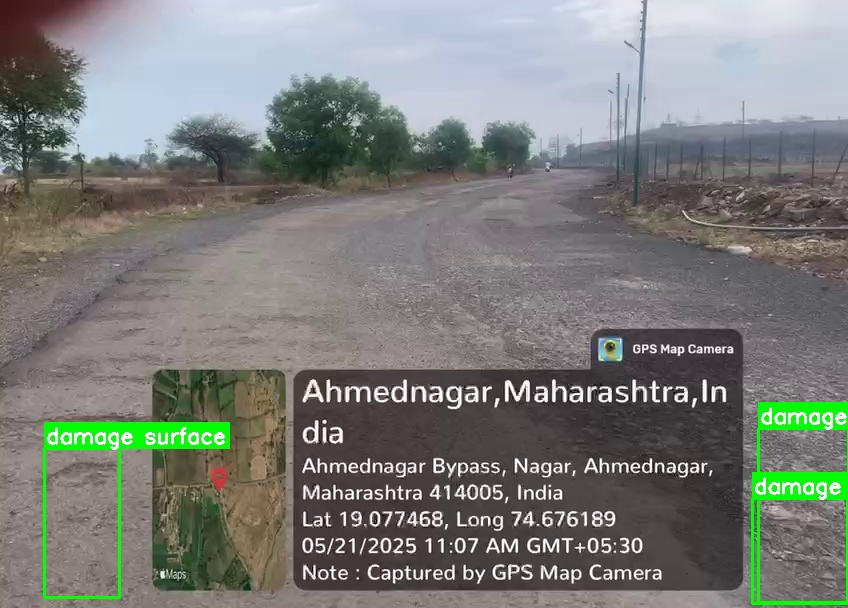 GPS Map Camera
Ahmednagar,Maharashtra,In
dia
Ahmednagar Bypass, Nagar, Ahmednagar,
Maharashtra 414005, India
Lat 19.077468, Long 74.676189
05/21/2025 11:07 AM GMT+05:30
Note : Captured by GPS Map Camera
Maps
damage surface
damage
damage